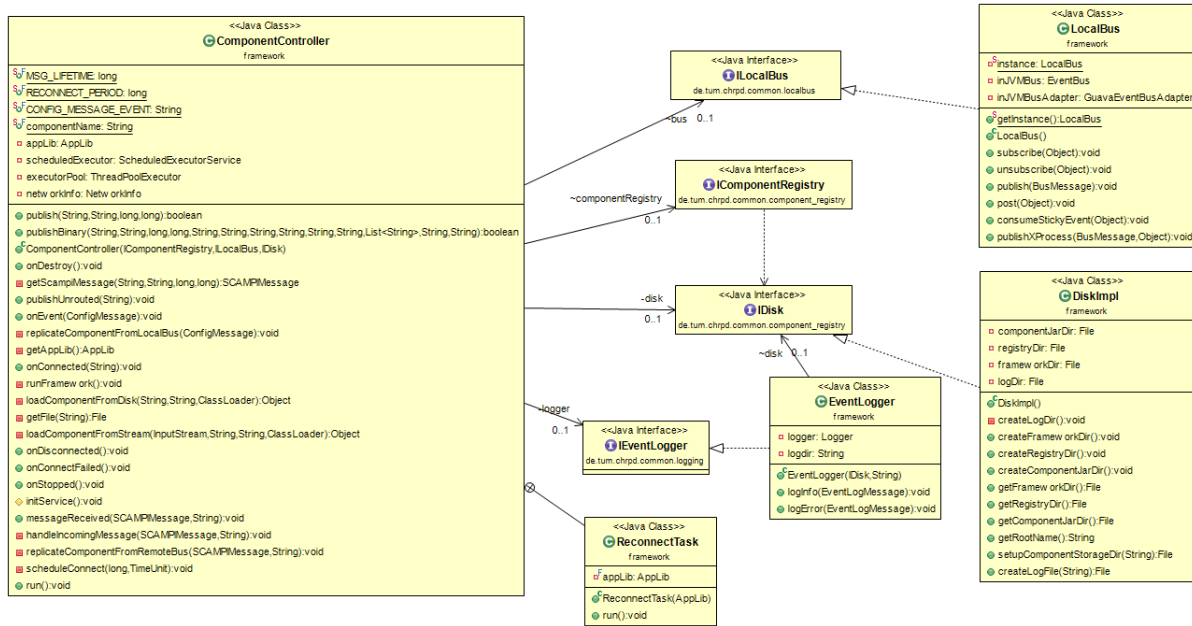 <<Java Class>>
ComponentController
framework
MSG_LIFETIME: long
RECONNECT_PERIOD: long
CONFIG_MESSAGE_EVENT: String
componentName: String
appLib: AppLib
scheduledExecutor: ScheduledExecutorService
executorPool: ThreadPoolExecutor
networkInfo: NetworkInfo
publish(String,String,long,long):boolean
publishBinary(String,String,long,long,String,String,String,String,String,String,List<String>,String,String):boolean
ComponentController(IComponentRegistry,ILocalBus,IDisk)
onDestroy():void
getScampiMessage(String,String,long,long):SCAMPIMessage
publishUnrouted(String):void
onEvent(ConfigMessage):void
replicateComponentFromLocalBus(ConfigMessage):void
getAppLib():AppLib
onConnected(String):void
runFramework():void
loadComponentFromDisk(String,String,ClassLoader):Object
getFile(String):File
loadComponentFromStream(InputStream,String,String,ClassLoader):Object
onDisconnected():void
onConnectFailed():void
onStopped():void
initService():void
messageReceived(SCAMPIMessage,String):void
handleIncomingMessage(SCAMPIMessage,String):void
replicateComponentFromRemoteBus(SCAMPIMessage,String):void
scheduleConnect(long,TimeUnit):void
run():void
~bus
0..1
~componentRegistry
0..1
-disk
0..1
-logger
0..1
<<Java Interface>>
ILocalBus
de.tum.chrpd.common.localbus
<<Java Interface>>
IComponentRegistry
de.tum.chrpd.common.component_registry
<<Java Interface>>
IDisk
de.tum.chrpd.common.component_registry
~disk
0..1
<<Java Interface>>
IEventLogger
de.tum.chrpd.common.logging
<<Java Class>>
ReconnectTask
framework
appLib: AppLib
ReconnectTask(AppLib)
run():void
<<Java Class>>
EventLogger
framework
logger: Logger
logdir: String
EventLogger(IDisk,String)
logInfo(EventLogMessage):void
logError(EventLogMessage):void
<<Java Class>>
LocalBus
framework
instance: LocalBus
inJVMBus: EventBus
inJVMBusAdapter: GuavaEventBusAdapter
getInstance():LocalBus
LocalBus()
subscribe(Object):void
unsubscribe(Object):void
publish(BusMessage):void
post(Object):void
consumeStickyEvent(Object):void
publishXProcess(BusMessage,Object):void
<<Java Class>>
DiskImpl
framework
componentJarDir: File
registryDir: File
frameworkDir: File
logDir: File
DiskImpl()
createLogDir():void
createFrameworkDir():void
createRegistryDir():void
createComponentJarDir():void
getFrameworkDir():File
getRegistryDir():File
getComponentJarDir():File
getRootName():String
setupComponentStorageDir(String):File
createLogFile(String):File